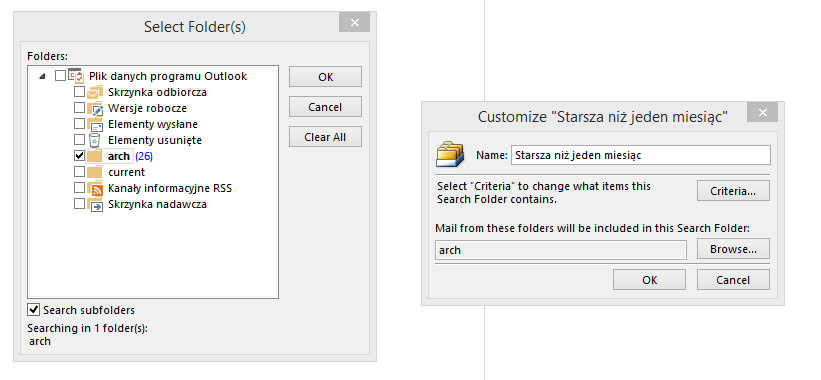 Select Folder(s)
Folders:
Plik danych programu Outlook
Skrzynka odbiorcza
Wersje robocze
Elementy wysłane
Elementy usunięte
arch (26)
current
Kanały informacyjne RSS
Skrzynka nadawcza
OK
Cancel
Clear All
Search subfolders
Searching in 1 folder(s):
arch
Customize "Starsza niż jeden miesiąc"
Name: Starsza niż jeden miesiąc
Select "Criteria" to change what items this
Search Folder contains.
Criteria...
Mail from these folders will be included in this Search Folder:
arch
Browse...
OK
Cancel